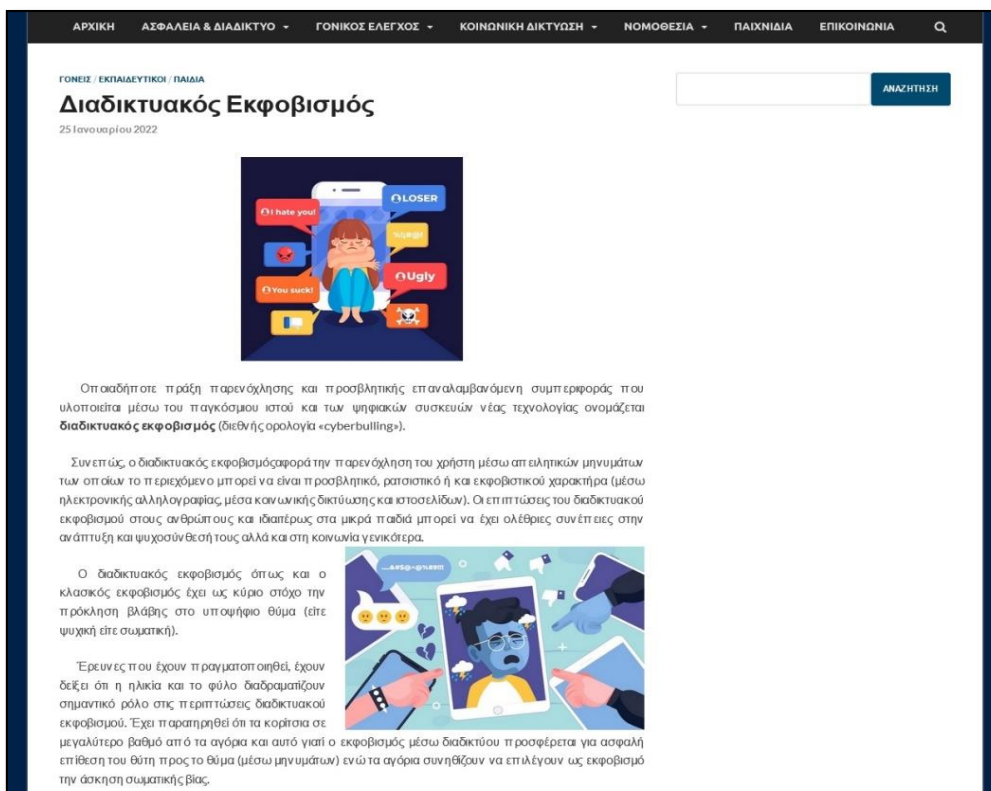 ΑΡΧΙΚΗ ΑΣΦΑΛΕΙΑ & ΔΙΑΔΙΚΤΥΟ ΓΟΝΙΚΟΣ ΕΛΕΓΧΟΣ ΚΟΙΝΩΝΙΚΗ ΔΙΚΤΥΩΣΗ ΝΟΜΟΘΕΣΙΑ ΠΑΙΧΝΙΔΙΑ ΕΠΙΚΟΙΝΩΝΙΑ
ΓΟΝΕΙΣ / ΕΚΠΑΙΔΕΥΤΙΚΟΙ / ΠΑΙΔΙΑ
ΑΝΑΖΗΤΗΣΗ
Διαδικτυακός Εκφοβισμός
25 Ιανουαρίου 2022
LOSER
I hate you!
%&@!
Ugly
You suck!
Οποιαδήποτε πράξη παρενόχλησης και προσβλητικής επαναλαμβανόμενη συμπεριφοράς που
υλοποιείται μέσω του παγκόσμιου ιστού και των ψηφιακών συσκευών νέας τεχνολογίας ονομάζεται
διαδικτυακός εκφοβισμός (διεθνής ορολογία «cyberbulling»).
Συνεπώς, ο διαδικτυακός εκφοβισμόςαφορά την παρενόχληση του χρήστη μέσω απειλητικών μηνυμάτων
των οποίων το περιεχόμενο μπορεί να είναι προσβλητικό, ρατσιστικό ή και εκφοβιστικού χαρακτήρα (μέσω
ηλεκτρονικής αλληλογραφίας, μέσα κοινωνικής δικτύωσης και ιστοσελίδων). Οι επιπτώσεις του διαδικτυακού
εκφοβισμού στους ανθρώπους και ιδιαιτέρως στα μικρά παιδιά μπορεί να έχει ολέθριες συνέπειες στην
ανάπτυξη και ψυχοσύνθεσή τους αλλά και στη κοινωνία γενικότερα.
Ο διαδικτυακός εκφοβισμός όπως και ο
κλασικός εκφοβισμός έχει ως κύριο στόχο την
πρόκληση βλάβης στο υποψήφιο θύμα (είτε
ψυχική είτε σωματική).
Έρευνες που έχουν πραγματοποιηθεί, έχουν
δείξει ότι η ηλικία και το φύλο διαδραματίζουν
σημαντικό ρόλο στις περιπτώσεις διαδικτυακού
εκφοβισμού. Έχει παρατηρηθεί ότι τα κορίτσια σε
μεγαλύτερο βαθμό από τα αγόρια και αυτό γιατί ο εκφοβισμός μέσω διαδικτύου προσφέρεται για ασφαλή
επίθεση του θύτη προς το θύμα (μέσω μηνυμάτων) ενώ τα αγόρια συνηθίζουν να επιλέγουν ως εκφοβισμό
την άσκηση σωματικής βίας.